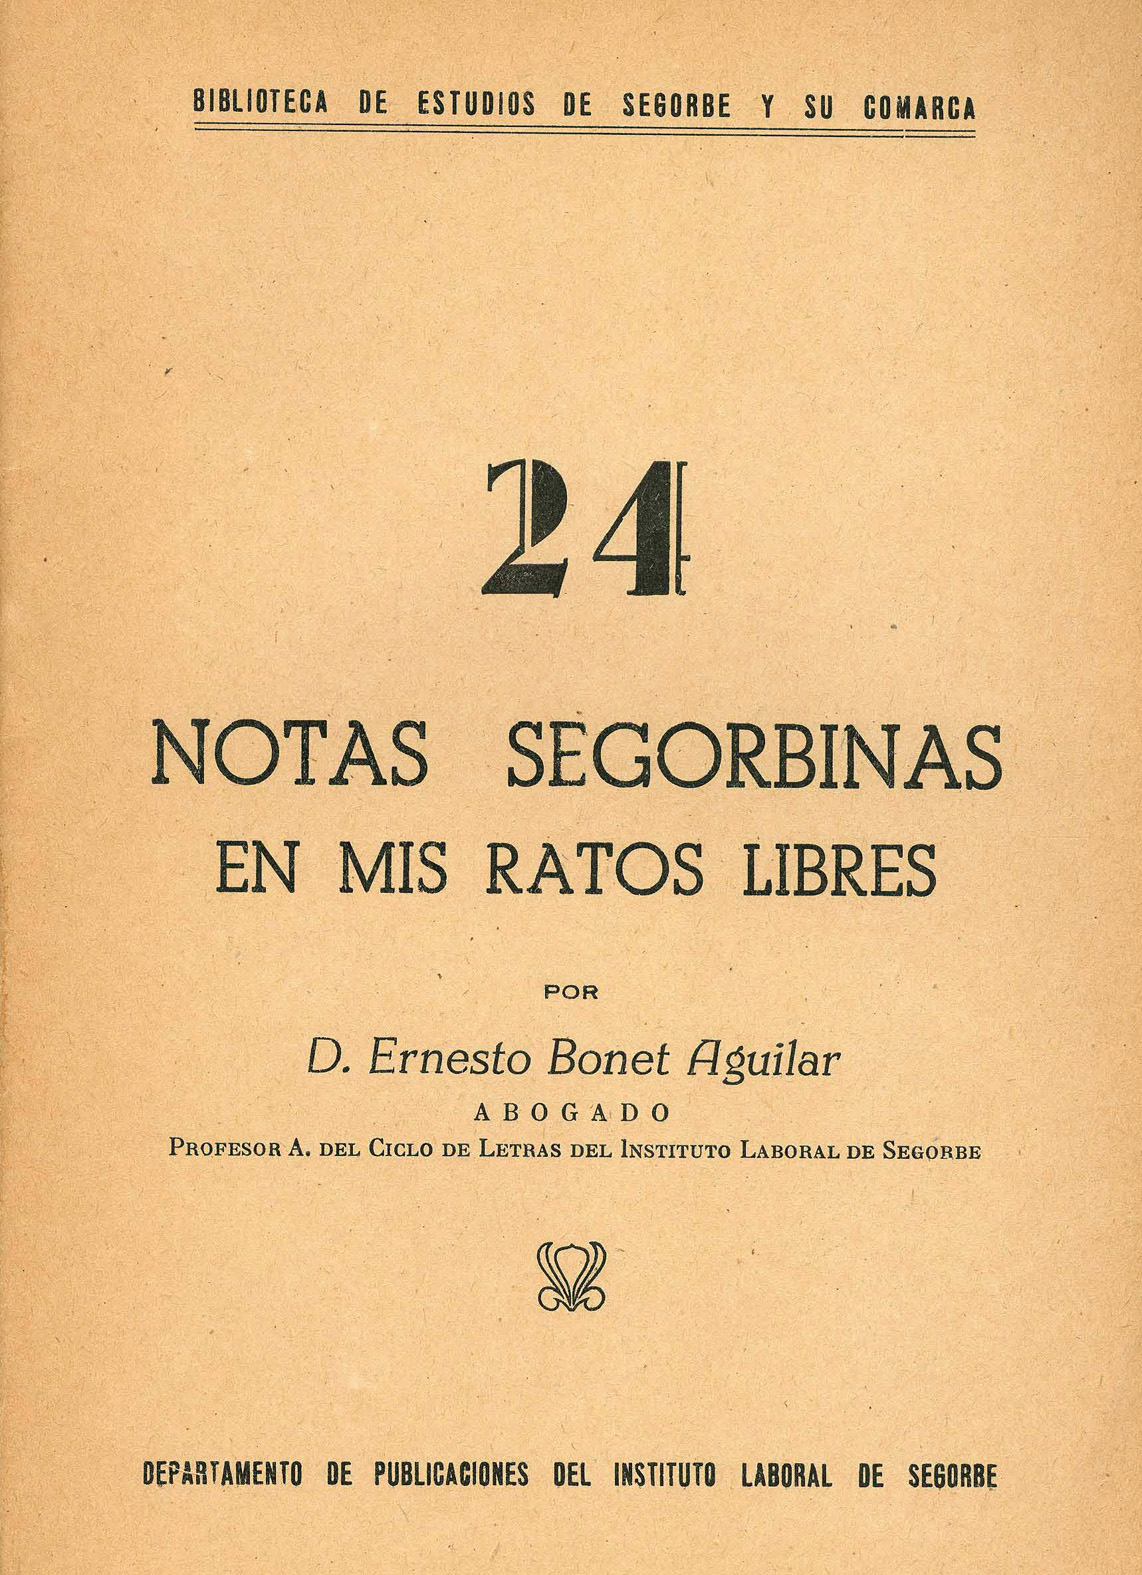 BIBLIOTECA DE ESTUDIOS DE SEGORBE Y SU COMARCA
24
NOTAS SEGORBINAS
EN MIS RATOS LIBRES
POR
D. Ernesto Bonet Aguilar
ABOGADO
PROFESOR A. DEL CICLO DE LETRAS DEL INSTITUTO LABORAL DE SEGORBE
DEPARTAMENTO DE PUBLICACIONES DEL INSTITUTO LABORAL DE SEGORBE